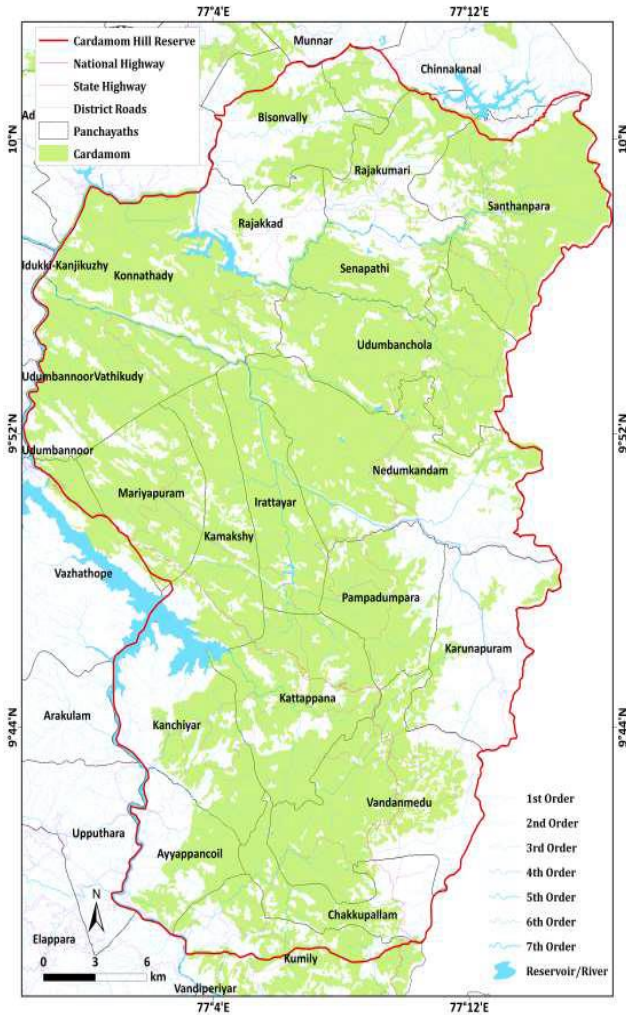 77°4'E 77°12'E
Cardamom Hill Reserve
National Highway
State Highway
District Roads
Panchayaths
Cardamom
Munnar
Chinnakanal
Ad
Bisonvally
10°N 10°N
Rajakumari
Santhanpara
Rajakkad
Idukki-Kanjikuzhy
Konnathady
Senapathi
Udumbanchola
Udumbannoor Vathikudy
9°52'N 9°52'N
Udumbannoor
Nedumkandam
Mariyapuram
Irattayar
Kamakshy
Vazhathope
Pampadumpara
Karunapuram
Kattappana
Arakulam
Kanchiyar
9°44'N 9°44'N
Vandanmedu
1st Order
2nd Order
3rd Order
4th Order
5th Order
6th Order
7th Order
Reservoir/River
Upputhara
Ayyappancoil
N
Chakkupallam
Elappara
Kumily
0 3 6
km
Vandiperiyar
77°4'E 77°12'E